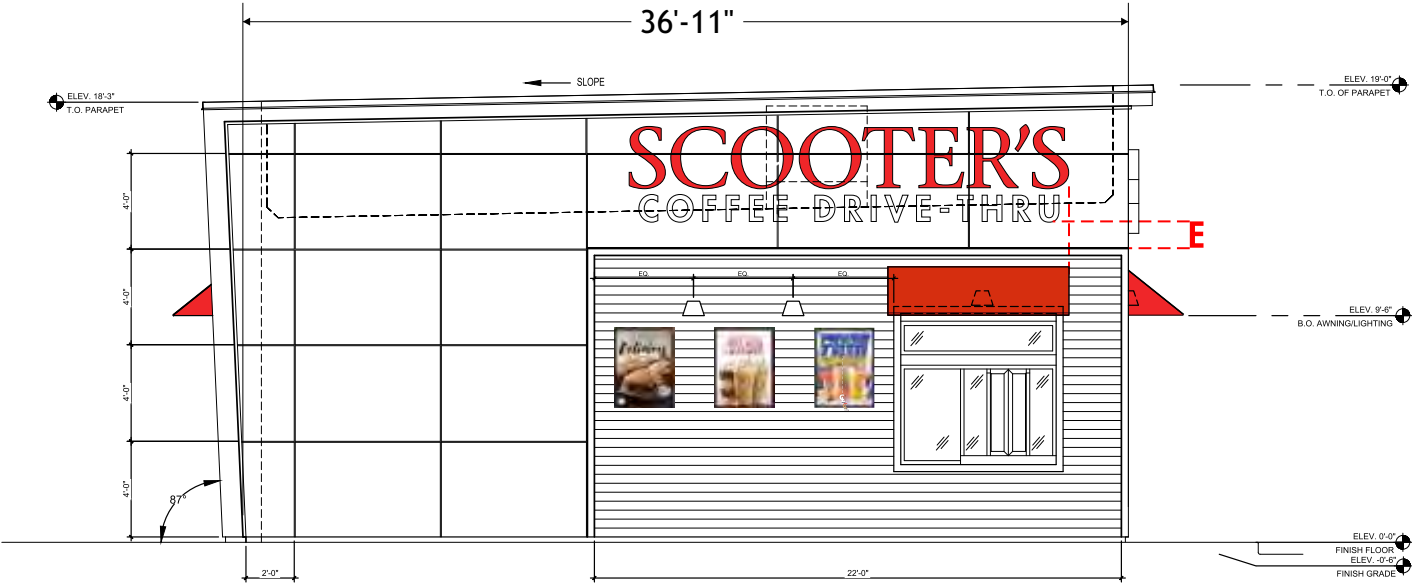 36'-11"
SLOPE
ELEV. 18'-3"
T.O. PARAPET
ELEV. 19'-0"
T.O. OF PARAPET
SCOOTER'S
COFFEE DRIVE-THRU
4'-0"
E
EQ.
EQ.
EQ.
4'-0"
ELEV. 9'-6"
B.O. AWNING/LIGHTING
4'-0"
4'-0"
87°
ELEV. 0'-0"
FINISH FLOOR
ELEV. -0'-6"
FINISH GRADE
2'-0"
22'-0"